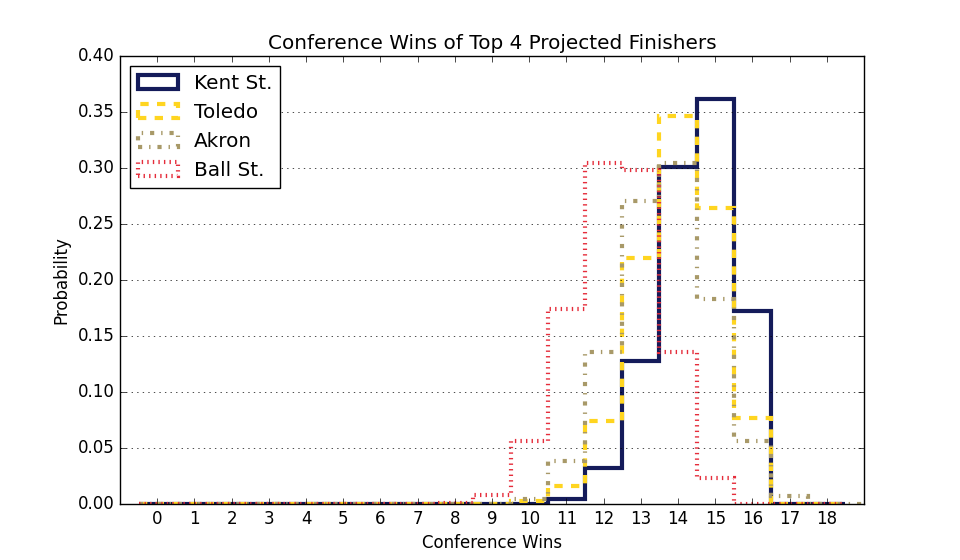 Conference Wins of Top 4 Projected Finishers
Kent St.
Toledo
Akron
Ball St.
0.40
0.35
0.30
0.25
0.20
0.15
0.10
0.05
0.00
Probability
0 1 2 3 4 5 6 7 8 9 10 11 12 13 14 15 16 17 18
Conference Wins